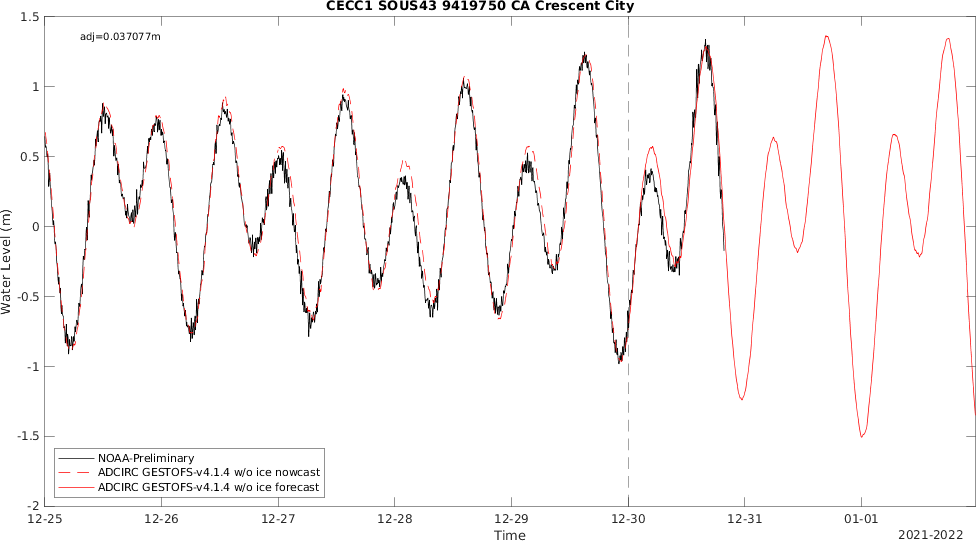 CECC1 SOUS43 9419750 CA Crescent City
adj=0.037077m
1.5
1
0.5
0
-0.5
-1
-1.5
-2
Water Level (m)
NOAA-Preliminary
ADCIRC GESTOFS-v4.1.4 w/o ice nowcast
ADCIRC GESTOFS-v4.1.4 w/o ice forecast
12-25 12-26 12-27 12-28 12-29 12-30 12-31 01-01
Time
2021-2022